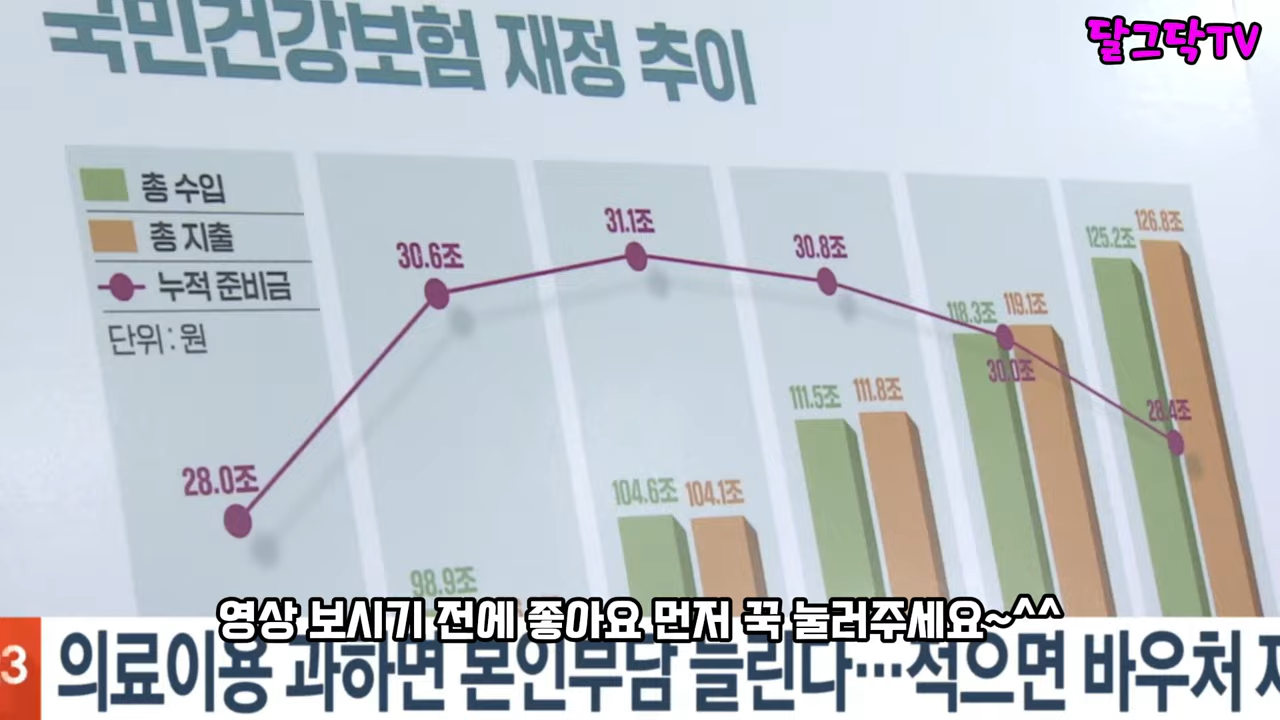 달그닥TV
국민건강보험 재정 추이
총 수입
총 지출
누적 준비금
단위 : 원
28.0조
30.6조
31.1조
30.8조
30.0조
28.4조
98.9조
104.6조 104.1조
111.5조 111.8조
118.3조 119.1조
125.2조 126.8조
영상 보시기 전에 좋아요 먼저 꾹 눌러주세요~^^
3 의료이용 과하면 본인부담 늘린다…적으면 바우처